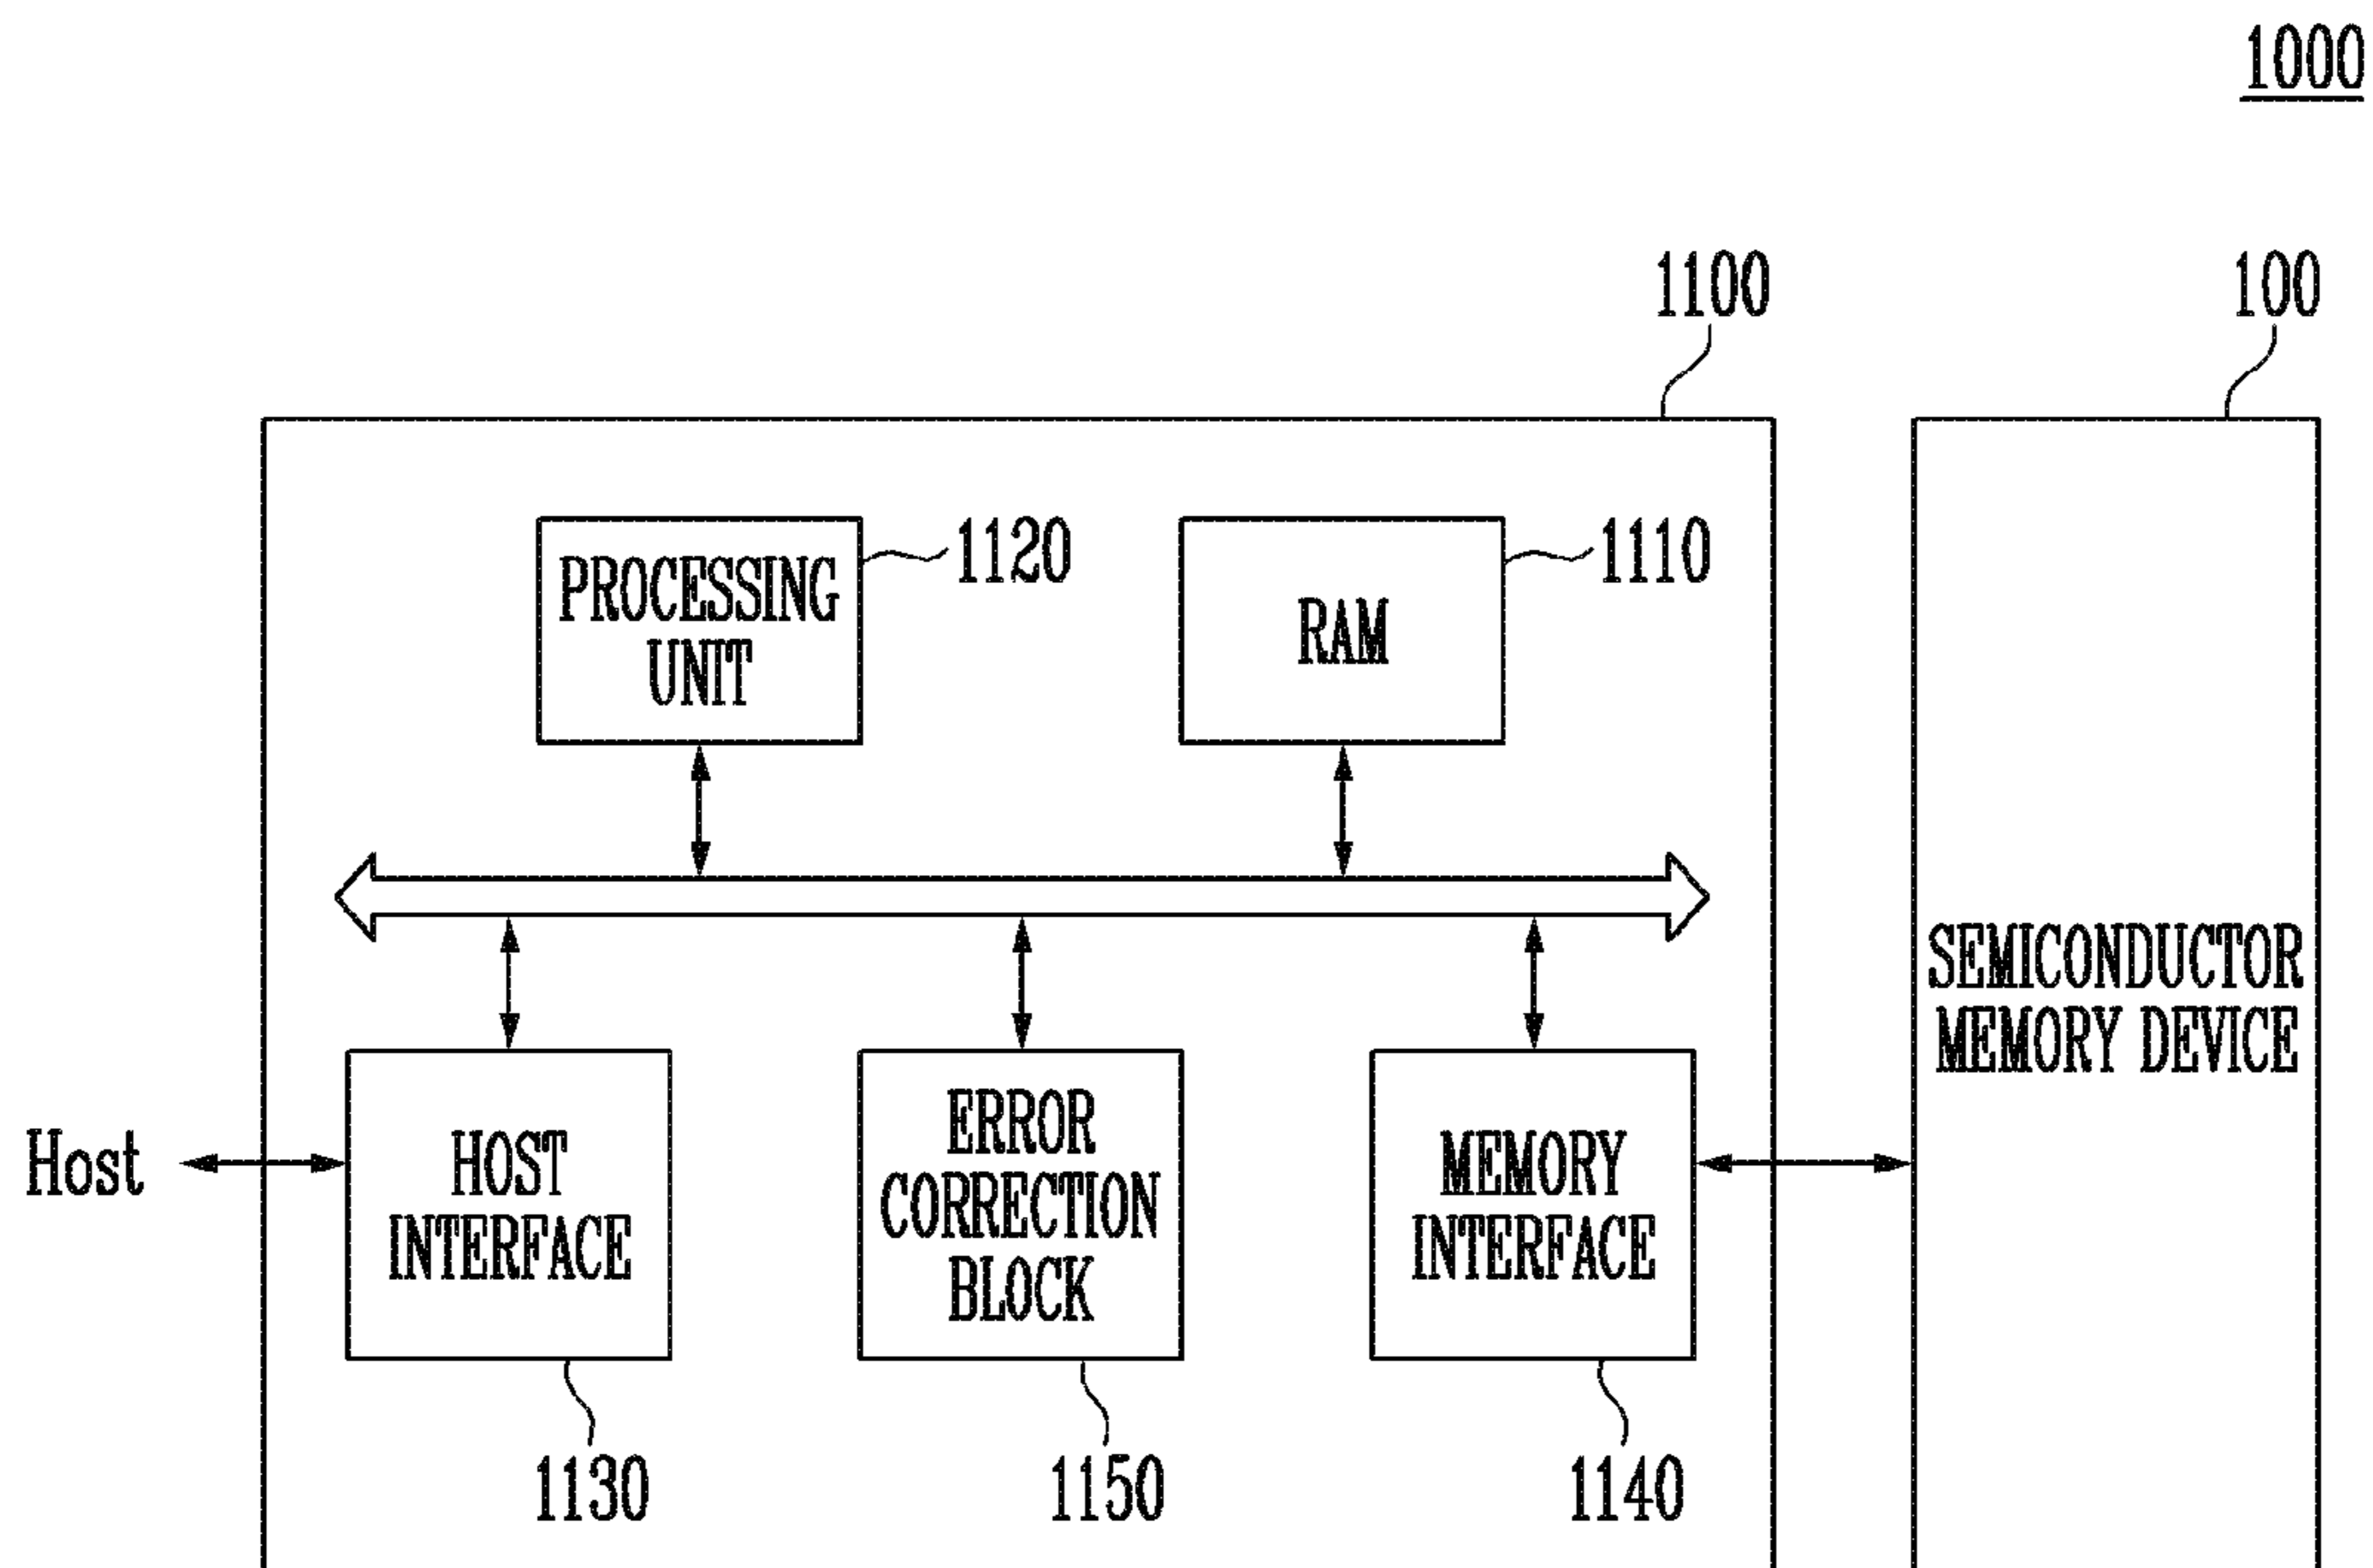 1000
1100
100
PROCESSING
UNIT
1120
RAM
1110
SEMICONDUCTOR
MEMORY DEVICE
Host
HOST
INTERFACE
ERROR
CORRECTION
BLOCK
MEMORY
INTERFACE
1130
1150
1140